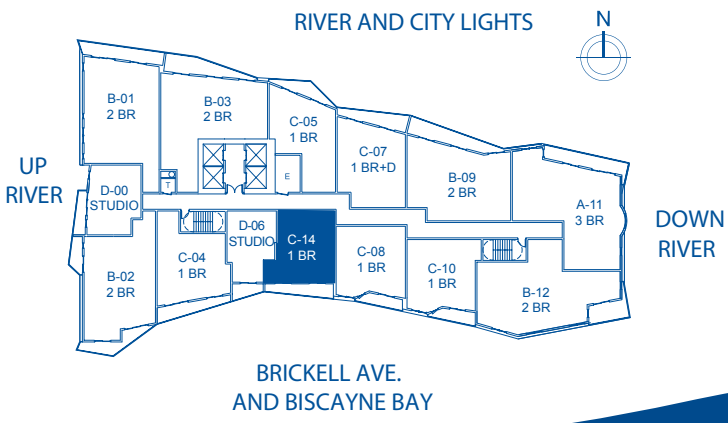 RIVER AND CITY LIGHTS
N
B-01
2 BR
B-03
2 BR
C-05
1 BR
C-07
1 BR+D
B-09
2 BR
A-11
3 BR
UP
RIVER
T
E
D-00
STUDIO
DOWN
RIVER
B-02
2 BR
C-04
1 BR
D-06
STUDIO
C-14
1 BR
C-08
1 BR
C-10
1 BR
B-12
2 BR
BRICKELL AVE.
AND BISCAYNE BAY